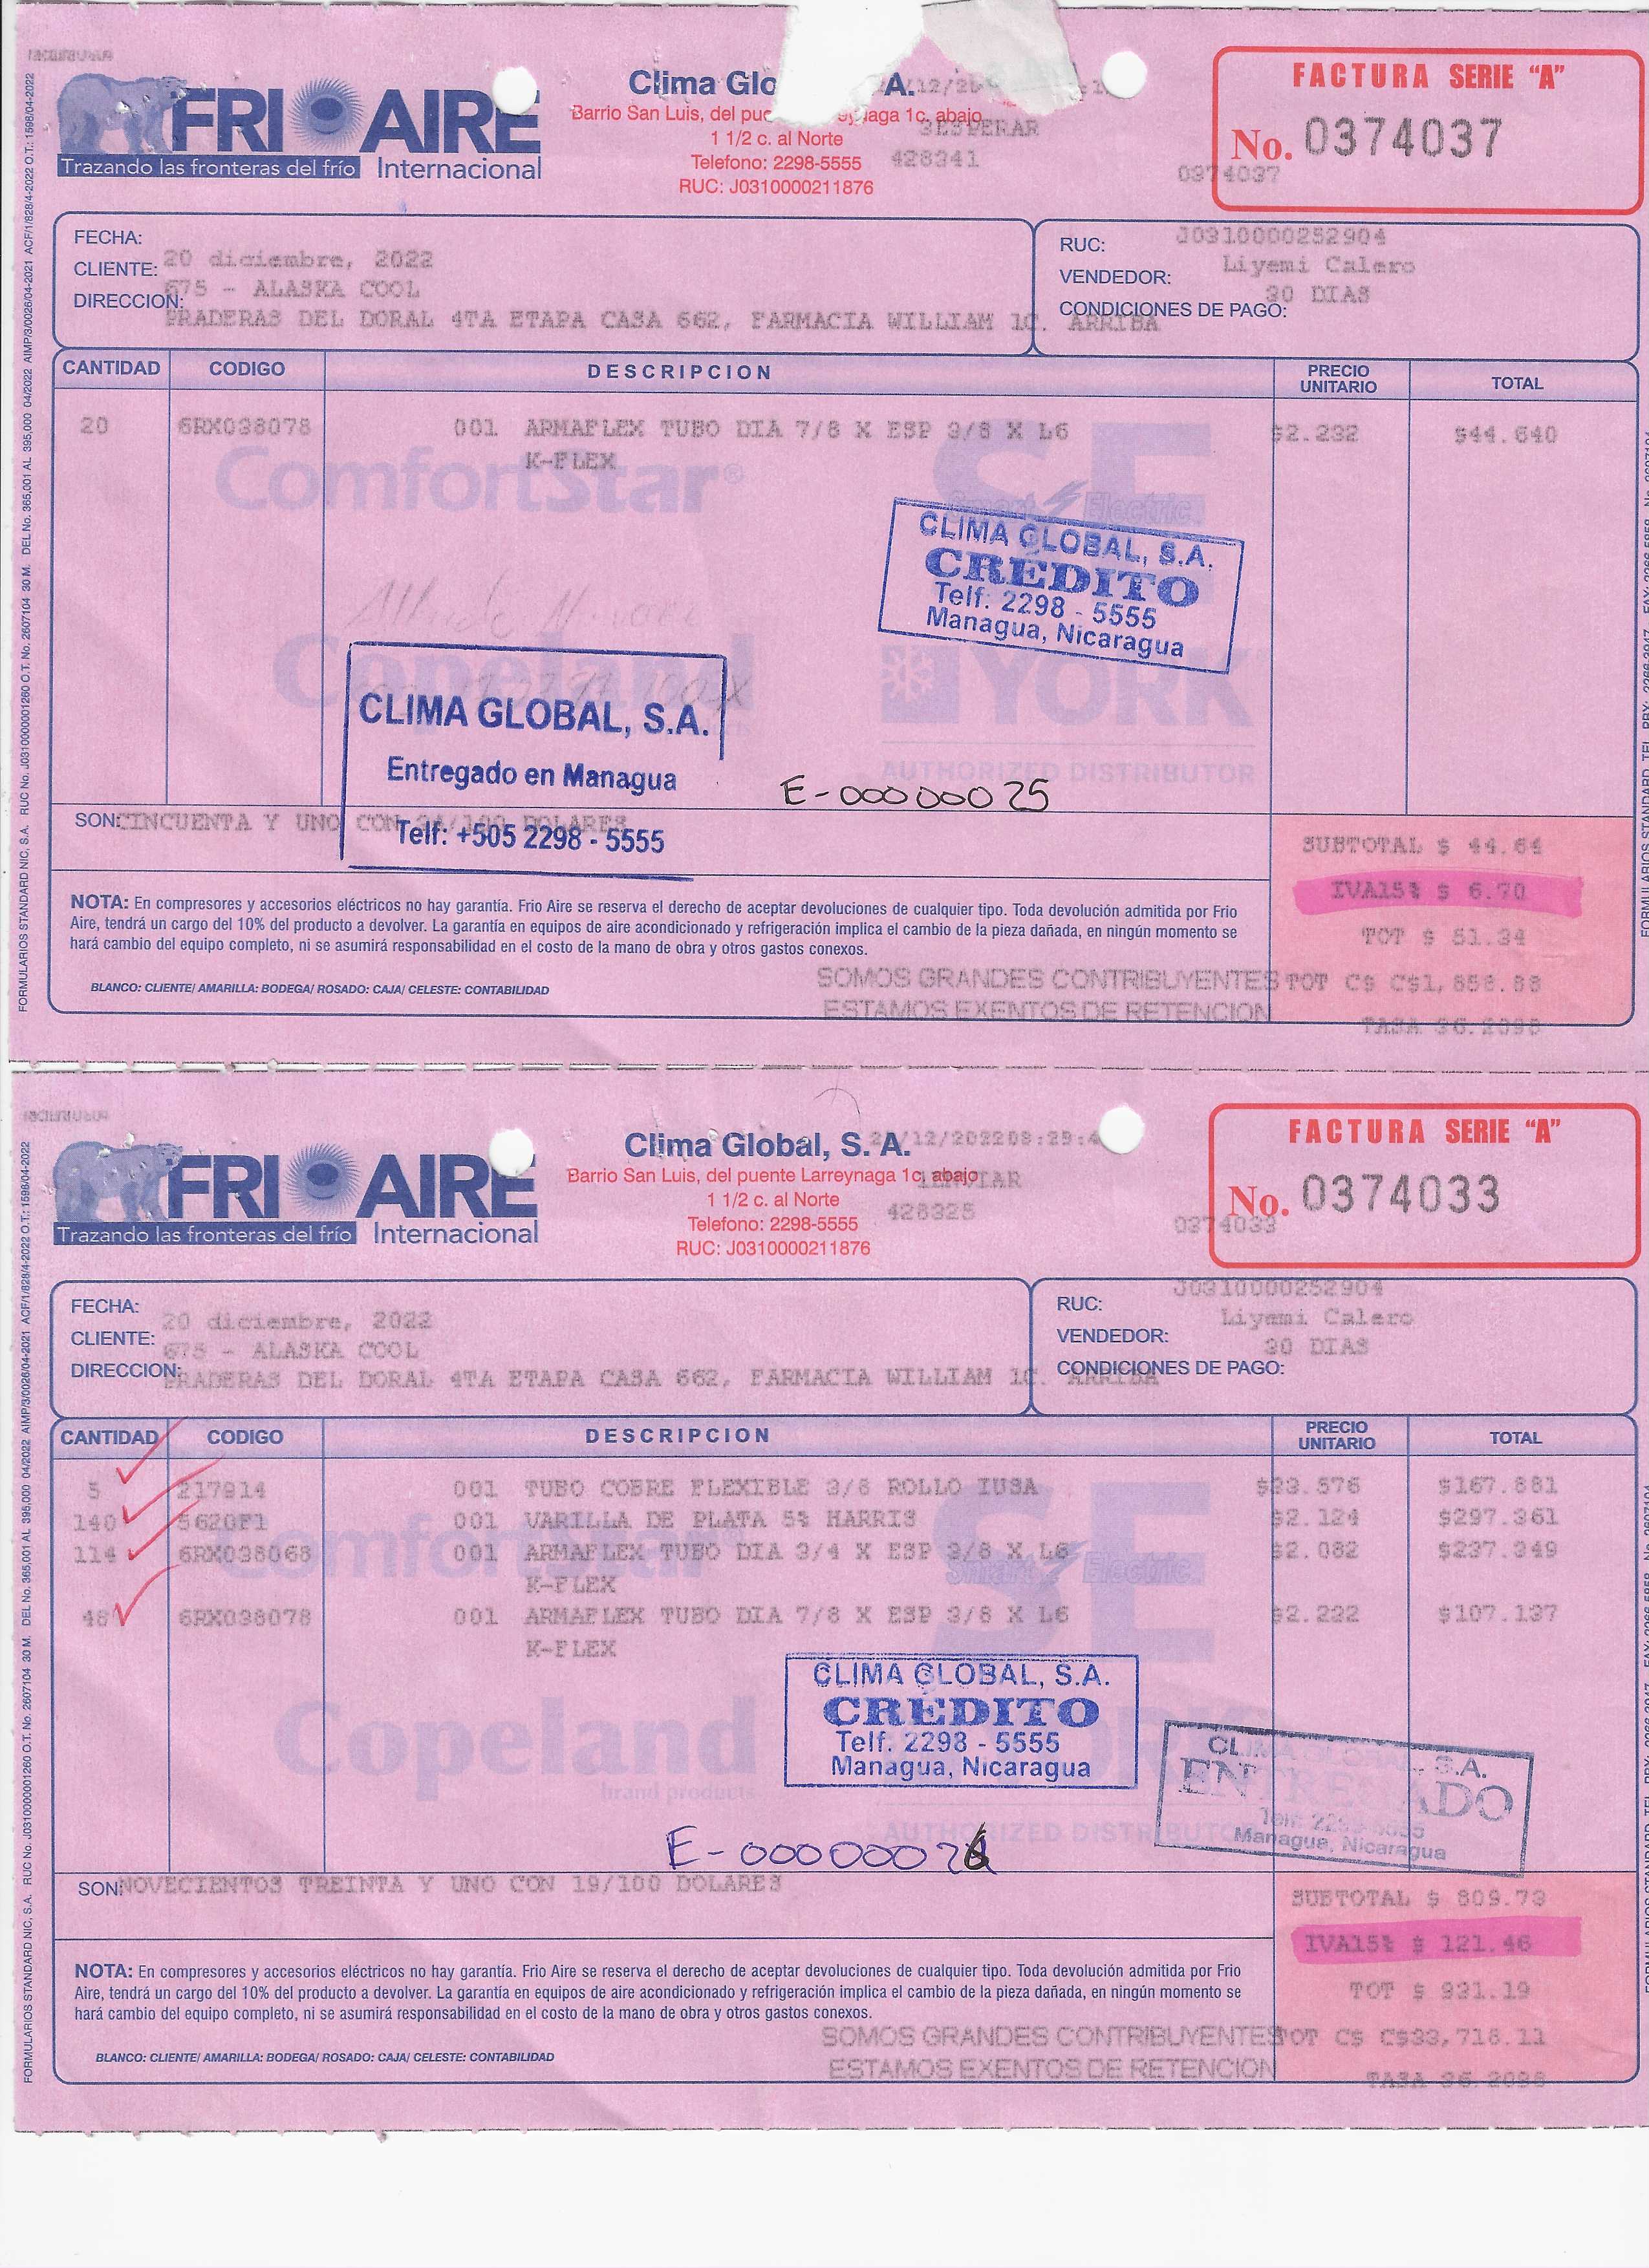 FRIO AIRE
Trazando las fronteras del frío Internacional
Clima Glo A.
Barrio San Luis, del 1c. abajo
1 1/2 c. al Norte
Telefono: 2298-5555
RUC: J0310000211876
3ESPERAR
428341
FACTURA SERIE “A”
No. 0374037
0374037
FECHA: 20 diciembre, 2022
CLIENTE: 675 - ALASKA COOL
DIRECCION: PRADERAS DEL DORAL 4TA ETAPA CASA 662, FARMACIA WILLIAM 1C. ARRIBA
RUC: J0310000252904
VENDEDOR: Liyemi Calero
CONDICIONES DE PAGO: 30 DIAS
CANTIDAD CODIGO DESCRIPCION PRECIO UNITARIO TOTAL
20 6RX038078 001 ARMAFLEX TUBO DIA 7/8 X ESP 3/8 X L6 $2.232 $44.640
K-FLEX
ComfortStar®
SE
Smart Electric
CLIMA GLOBAL, S.A.
CREDITO
Telf: 2298 - 5555
Managua, Nicaragua
Copeland
YORK
AUTHORIZED DISTRIBUTOR
CLIMA GLOBAL, S.A.
Entregado en Managua
Telf: +505 2298 - 5555
E-00000025
SON: CINCUENTA Y UNO CON 34/100 DOLARES
SUBTOTAL $ 44.64
IVA15% $ 6.70
TOT $ 51.34
TOT C$ C$1,858.88
TASA 36.2098
NOTA: En compresores y accesorios eléctricos no hay garantía. Frio Aire se reserva el derecho de aceptar devoluciones de cualquier tipo. Toda devolución admitida por Frio
Aire, tendrá un cargo del 10% del producto a devolver. La garantía en equipos de aire acondicionado y refrigeración implica el cambio de la pieza dañada, en ningún momento se
hará cambio del equipo completo, ni se asumirá responsabilidad en el costo de la mano de obra y otros gastos conexos.
SOMOS GRANDES CONTRIBUYENTES
BLANCO: CLIENTE/ AMARILLA: BODEGA/ ROSADO: CAJA/ CELESTE: CONTABILIDAD
ESTAMOS EXENTOS DE RETENCION
FORMULARIOS STANDARD NIC, S.A. RUC No. J0310000001260 O.T. No. 2607104 30 M. DEL No. 365,001 AL 395,000 04/2022 AIMP/3/0026/04-2021 ACF/1/828/4-2022 O.T.: 1598/04-2022
FRIO AIRE
Trazando las fronteras del frío Internacional
Clima Global, S. A.
Barrio San Luis, del puente Larreynaga 1c, abajo
1 1/2 c. al Norte
Telefono: 2298-5555
RUC: J0310000211876
1ENVIAR
428325
FACTURA SERIE “A”
No. 0374033
0374033
FECHA: 20 diciembre, 2022
CLIENTE: 675 - ALASKA COOL
DIRECCION: PRADERAS DEL DORAL 4TA ETAPA CASA 662, FARMACIA WILLIAM 1C. ARRIBA
RUC: J0310000252904
VENDEDOR: Liyemi Calero
CONDICIONES DE PAGO: 30 DIAS
CANTIDAD CODIGO DESCRIPCION PRECIO UNITARIO TOTAL
5 217914 001 TUBO COBRE FLEXIBLE 3/8 ROLLO IUSA $33.576 $167.881
140 5620F1 001 VARILLA DE PLATA 5% HARRIS $2.124 $297.361
114 6RX038068 001 ARMAFLEX TUBO DIA 3/4 X ESP 3/8 X L6 $2.082 $237.349
K-FLEX
48 6RX038078 001 ARMAFLEX TUBO DIA 7/8 X ESP 3/8 X L6 $2.232 $107.137
K-FLEX
ComfortStar
SE
Smart Electric
CLIMA GLOBAL, S.A.
CREDITO
Telf. 2298 - 5555
Managua, Nicaragua
Copeland
brand products
CLIMA GLOBAL, S.A.
ENTREGADO
Telf: 2298 5555
Managua, Nicaragua
AUTHORIZED DISTRIBUTOR
E-00000026
SON: NOVECIENTOS TREINTA Y UNO CON 19/100 DOLARES
SUBTOTAL $ 809.73
IVA15% $ 121.46
TOT $ 931.19
TOT C$ C$33,718.11
TASA 36.2098
NOTA: En compresores y accesorios eléctricos no hay garantía. Frio Aire se reserva el derecho de aceptar devoluciones de cualquier tipo. Toda devolución admitida por Frio
Aire, tendrá un cargo del 10% del producto a devolver. La garantía en equipos de aire acondicionado y refrigeración implica el cambio de la pieza dañada, en ningún momento se
hará cambio del equipo completo, ni se asumirá responsabilidad en el costo de la mano de obra y otros gastos conexos.
SOMOS GRANDES CONTRIBUYENTES
BLANCO: CLIENTE/ AMARILLA: BODEGA/ ROSADO: CAJA/ CELESTE: CONTABILIDAD
ESTAMOS EXENTOS DE RETENCION
FORMULARIOS STANDARD NIC, S.A. RUC No. J0310000001260 O.T. No. 2607104 30 M. DEL No. 365,001 AL 395,000 04/2022 AIMP/3/0026/04-2021 ACF/1/828/4-2022 O.T.: 1598/04-2022